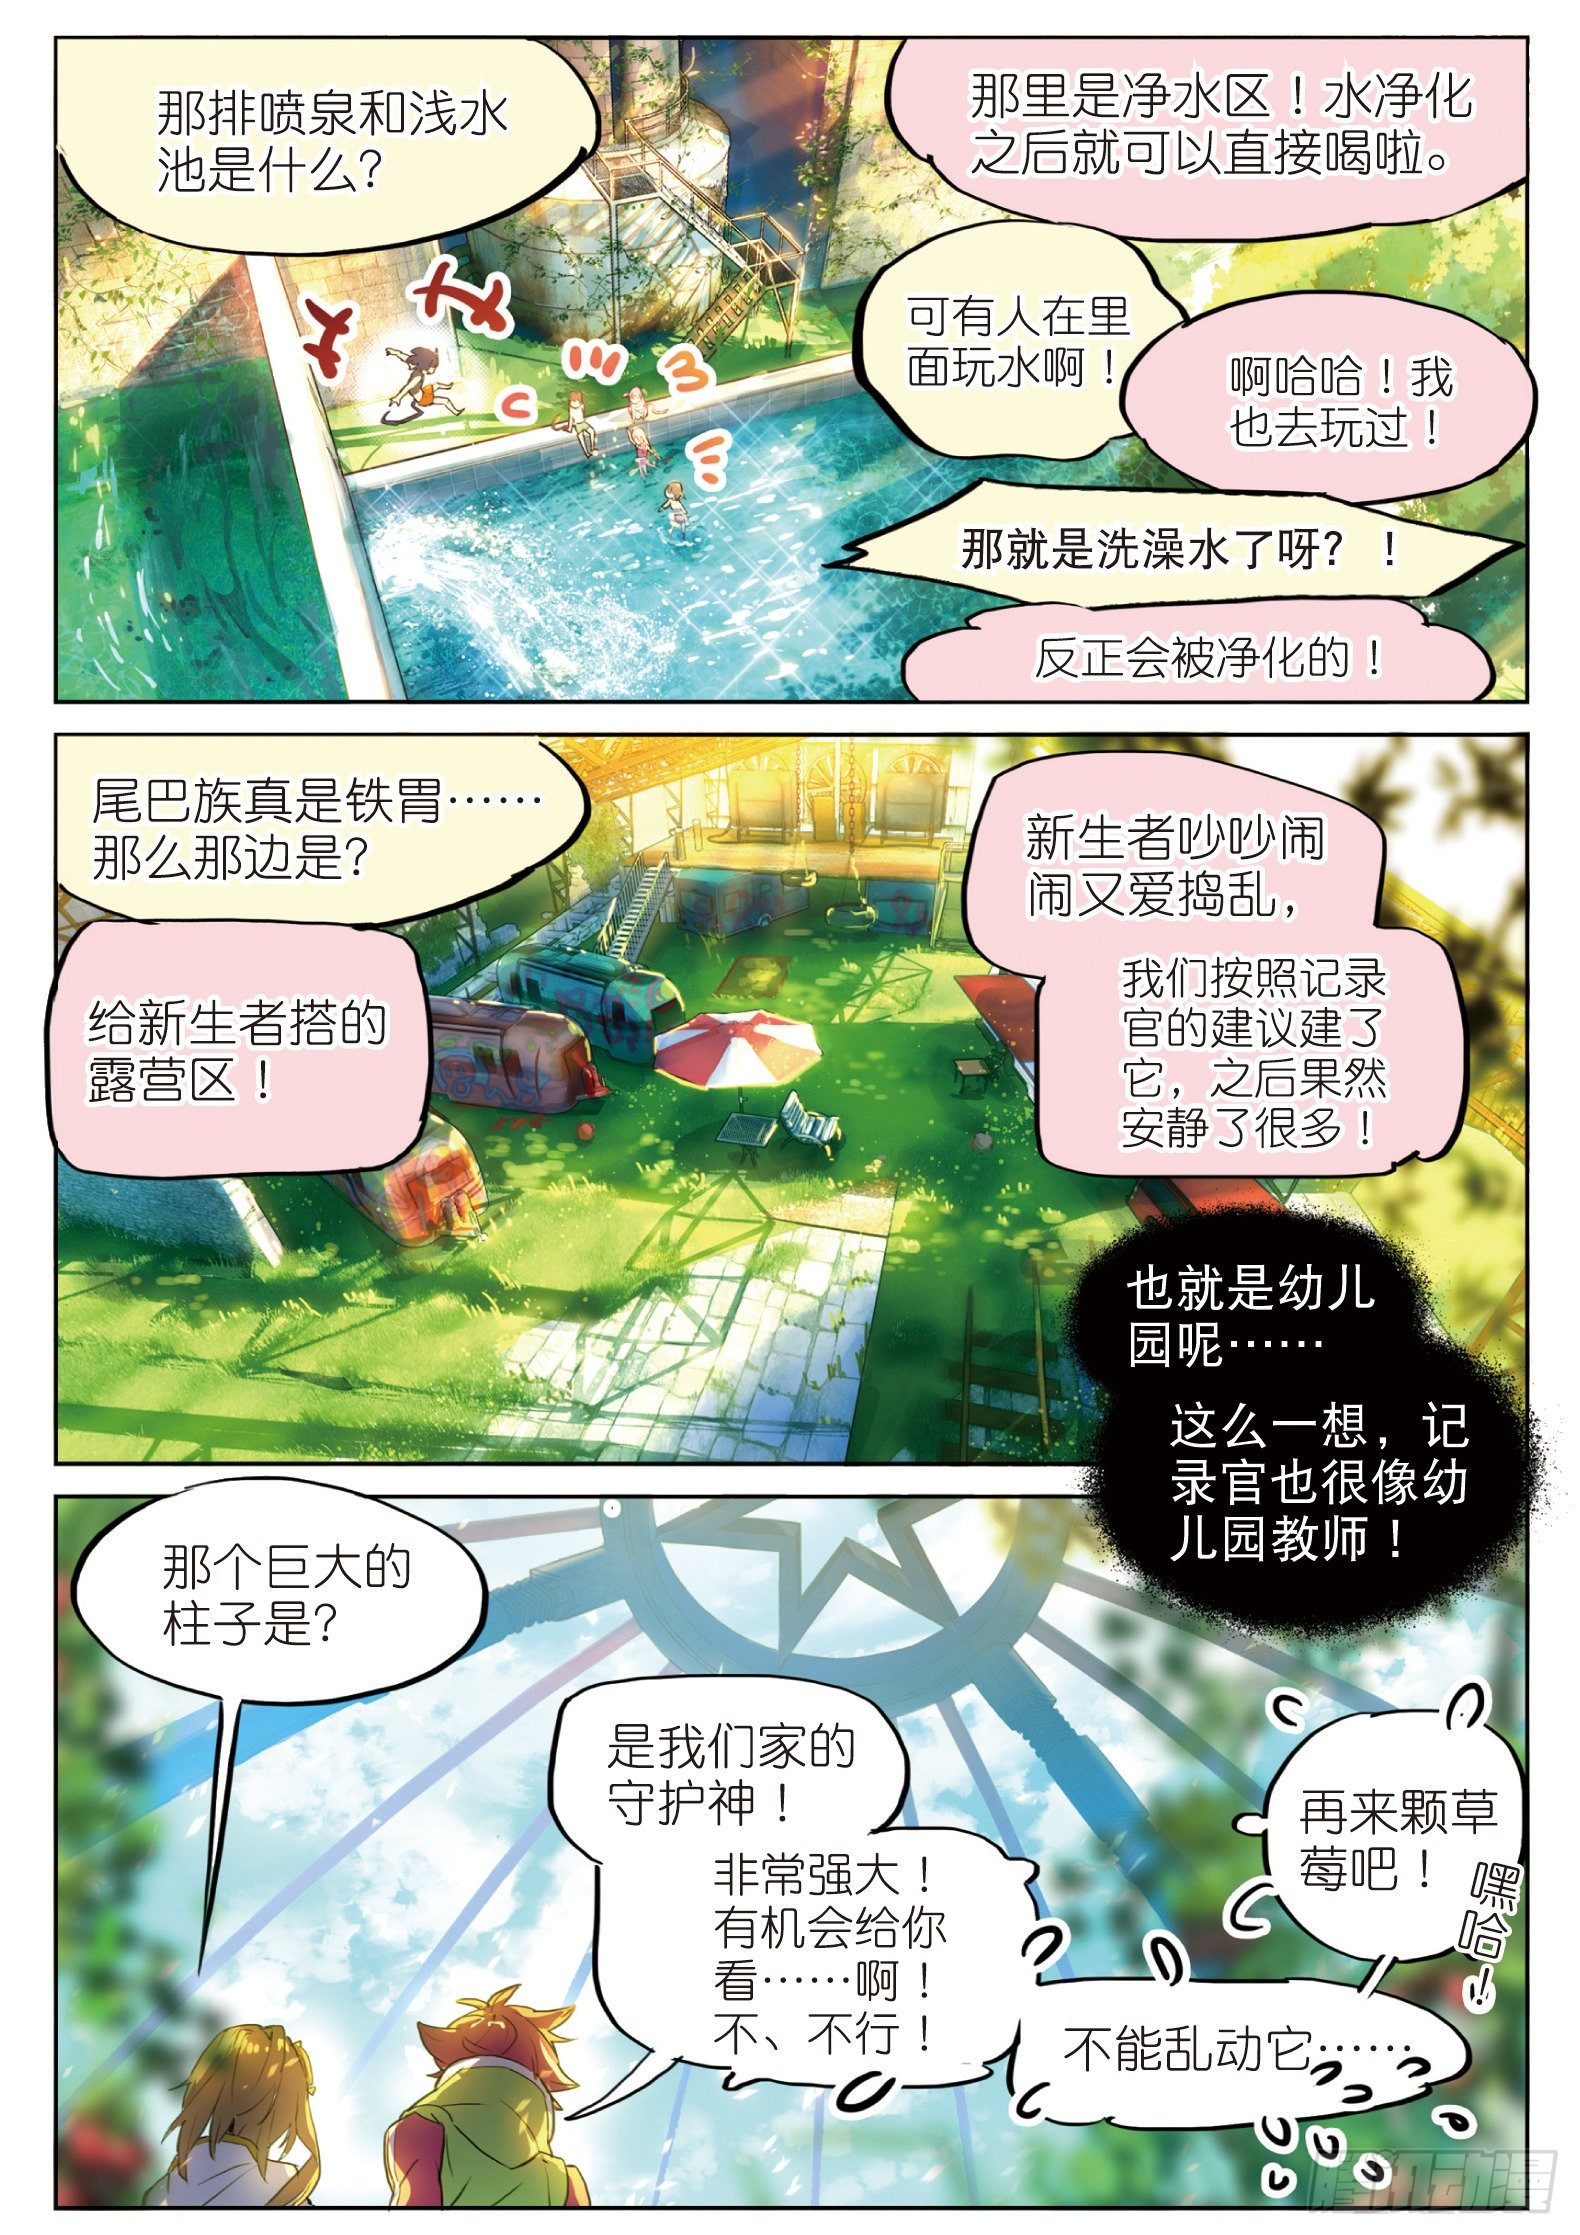 那排喷泉和浅水
池是什么？
那里是净水区！水净化
之后就可以直接喝啦。
可有人在里
面玩水啊！
啊哈哈！我
也去玩过！
那就是洗澡水了呀？！
反正会被净化的！
尾巴族真是铁胃……
那么那边是？
给新生者搭的
露营区！
新生者吵吵闹
闹又爱捣乱，
我们按照记录
官的建议建了
它，之后果然
安静了很多！
也就是幼儿
园呢……
这么一想，记
录官也很像幼
儿园教师！
那个巨大的
柱子是？
是我们家的
守护神！
非常强大！
有机会给你
看……啊！
不、不行！
再来颗草
莓吧！
嘿
哈！
不能乱动它……
腾讯动漫